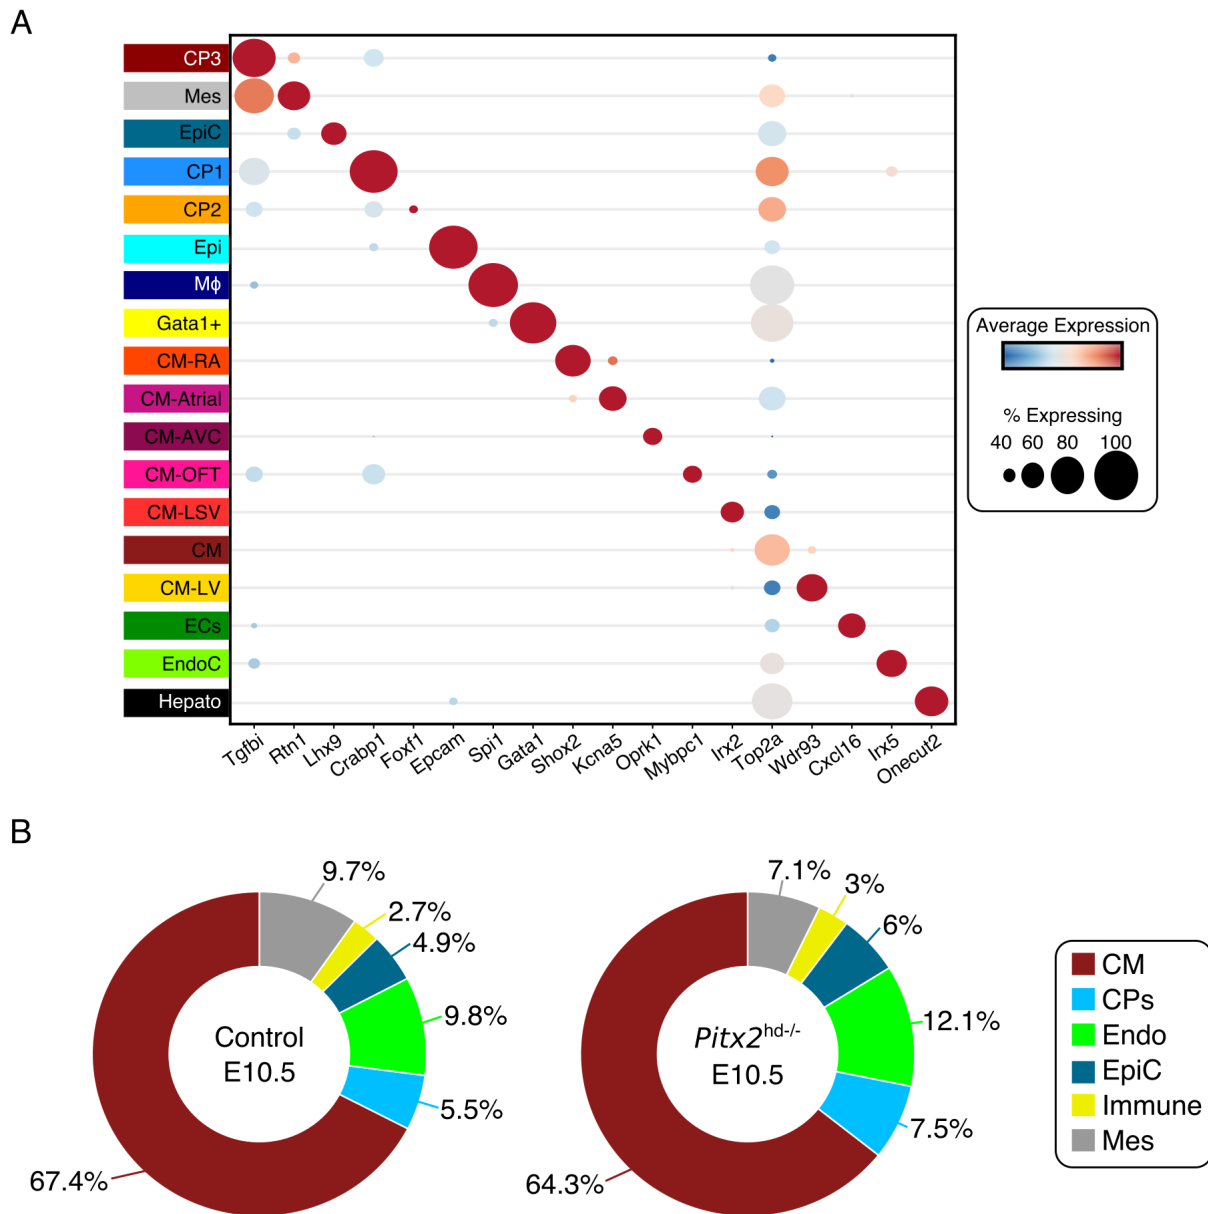 A
CP3
Mes
EpiC
CP1
CP2
Epi
Mϕ
Gata1+
CM-RA
CM-Atrial
CM-AVC
CM-OFT
CM-LSV
CM
CM-LV
ECs
EndoC
Hepato
Tgfbi
Rtn1
Lhx9
Crabp1
Foxf1
Epcam
Spi1
Gata1
Shox2
Kcna5
Oprk1
Mybpc1
Irx2
Top2a
Wdr93
Cxcl16
Irx5
Onecut2
Average Expression
% Expressing
40 60 80 100
B
9.7%
2.7%
4.9%
9.8%
5.5%
67.4%
Control
E10.5
7.1%
3%
6%
12.1%
7.5%
64.3%
Pitx2hd-/-
E10.5
CM
CPs
Endo
EpiC
Immune
Mes